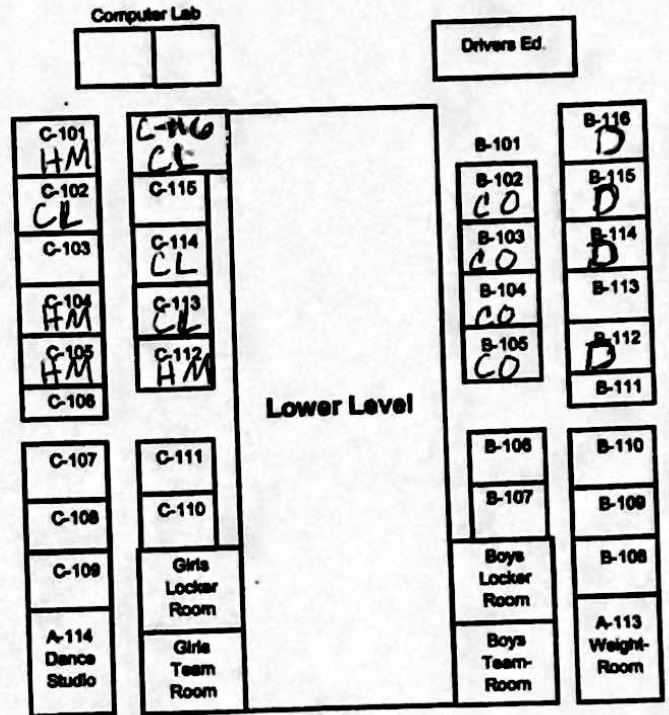 Computer Lab
Drivers Ed.
C-101
HM
C-102
CL
C-103
C-104
HM
C-105
HM
C-106
C-107
C-108
C-109
A-114
Dance
Studio
C-116
CL
C-115
C-114
CL
C-113
CL
C-112
HM
C-111
C-110
Girls
Locker
Room
Girls
Team
Room
Lower Level
B-101
B-102
CO
B-103
CO
B-104
CO
B-105
CO
B-106
B-107
Boys
Locker
Room
Boys
Team-
Room
B-116
D
B-115
D
B-114
D
B-113
B-112
D
B-111
B-110
B-109
B-108
A-113
Weight-
Room